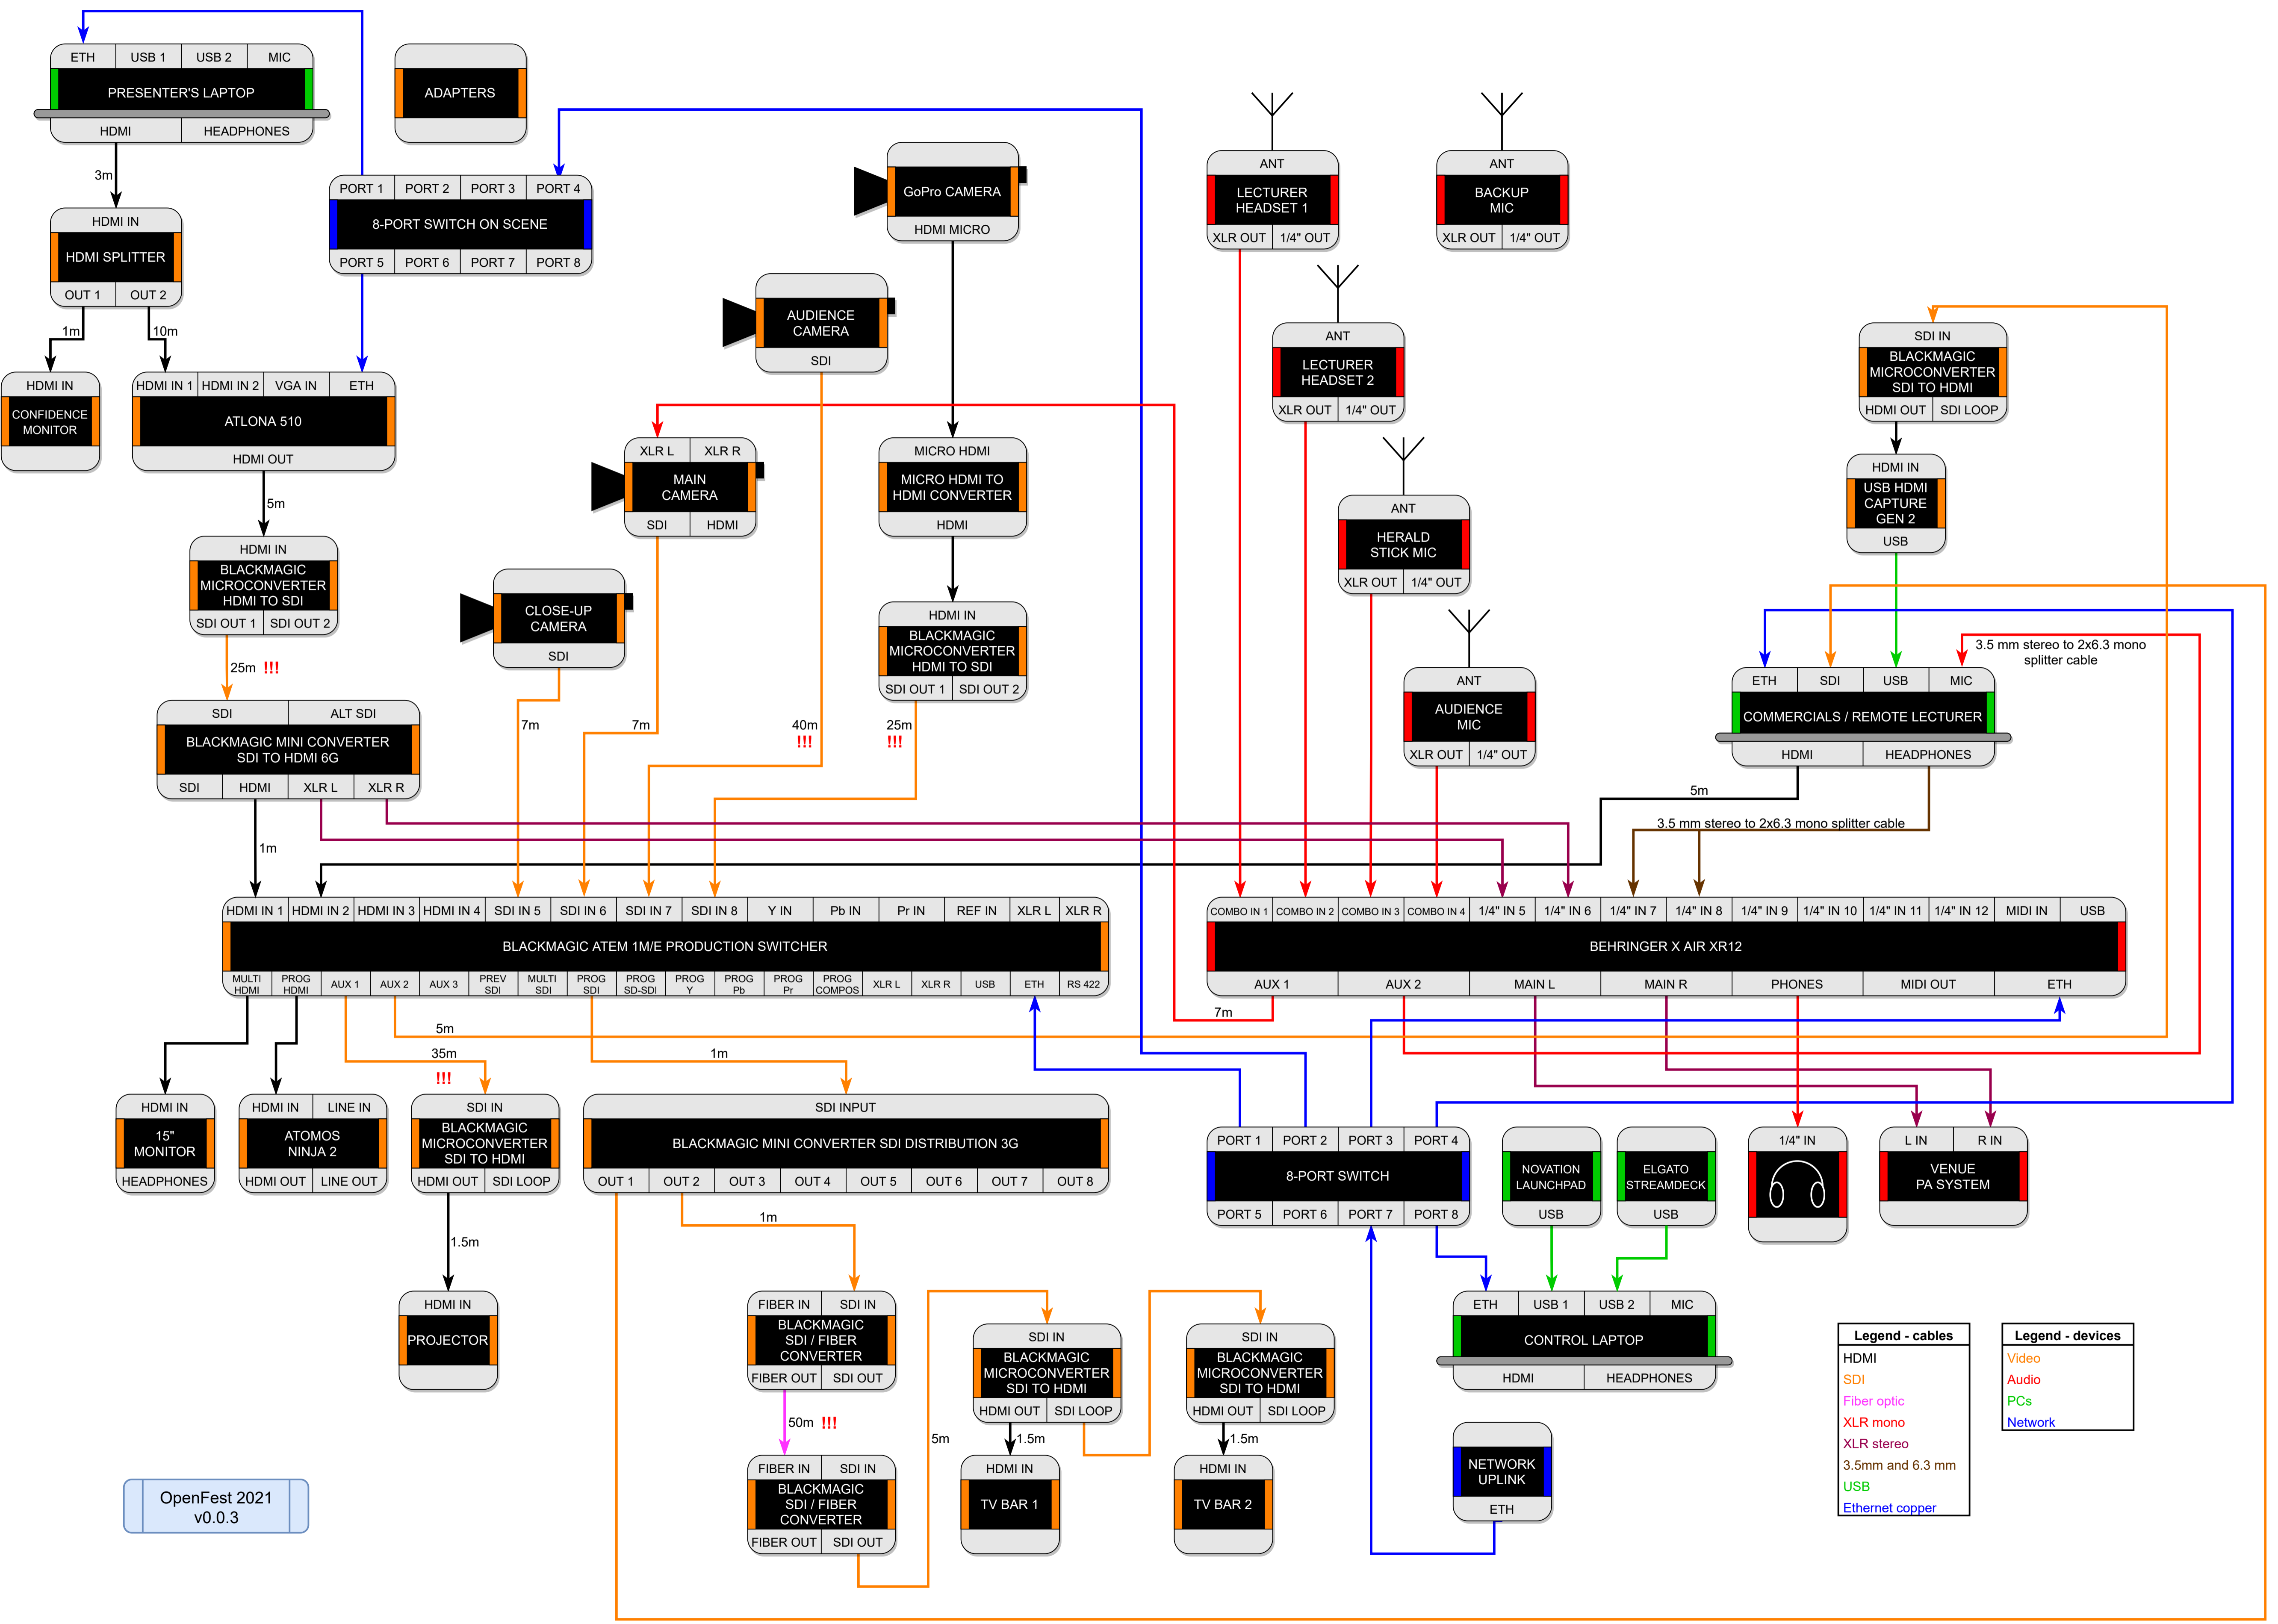 ETH
USB 1
USB 2
MIC
PRESENTER'S LAPTOP
HDMI
HEADPHONES
ADAPTERS
3m
HDMI IN
HDMI SPLITTER
OUT 1
OUT 2
1m
10m
PORT 1
PORT 2
PORT 3
PORT 4
8-PORT SWITCH ON SCENE
PORT 5
PORT 6
PORT 7
PORT 8
HDMI IN
CONFIDENCE
MONITOR
HDMI IN 1
HDMI IN 2
VGA IN
ETH
ATLONA 510
HDMI OUT
5m
HDMI IN
BLACKMAGIC
MICROCONVERTER
HDMI TO SDI
SDI OUT 1
SDI OUT 2
25m !!!
SDI
ALT SDI
BLACKMAGIC MINI CONVERTER
SDI TO HDMI 6G
SDI
HDMI
XLR L
XLR R
1m
GoPro CAMERA
HDMI MICRO
AUDIENCE
CAMERA
SDI
XLR L
XLR R
MAIN
CAMERA
SDI
HDMI
MICRO HDMI
MICRO HDMI TO
HDMI CONVERTER
HDMI
CLOSE-UP
CAMERA
SDI
HDMI IN
BLACKMAGIC
MICROCONVERTER
HDMI TO SDI
SDI OUT 1
SDI OUT 2
7m
7m
40m
!!!
25m
!!!
ANT
LECTURER
HEADSET 1
XLR OUT
1/4" OUT
ANT
BACKUP
MIC
XLR OUT
1/4" OUT
ANT
LECTURER
HEADSET 2
XLR OUT
1/4" OUT
ANT
HERALD
STICK MIC
XLR OUT
1/4" OUT
ANT
AUDIENCE
MIC
XLR OUT
1/4" OUT
SDI IN
BLACKMAGIC
MICROCONVERTER
SDI TO HDMI
HDMI OUT
SDI LOOP
HDMI IN
USB HDMI
CAPTURE
GEN 2
USB
3.5 mm stereo to 2x6.3 mono
splitter cable
ETH
SDI
USB
MIC
COMMERCIALS / REMOTE LECTURER
HDMI
HEADPHONES
5m
3.5 mm stereo to 2x6.3 mono splitter cable
HDMI IN 1
HDMI IN 2
HDMI IN 3
HDMI IN 4
SDI IN 5
SDI IN 6
SDI IN 7
SDI IN 8
Y IN
Pb IN
Pr IN
REF IN
XLR L
XLR R
BLACKMAGIC ATEM 1M/E PRODUCTION SWITCHER
MULTI
HDMI
PROG
HDMI
AUX 1
AUX 2
AUX 3
PREV
SDI
MULTI
SDI
PROG
SDI
PROG
SD-SDI
PROG
Y
PROG
Pb
PROG
Pr
PROG
COMPOS
XLR L
XLR R
USB
ETH
RS 422
COMBO IN 1
COMBO IN 2
COMBO IN 3
COMBO IN 4
1/4" IN 5
1/4" IN 6
1/4" IN 7
1/4" IN 8
1/4" IN 9
1/4" IN 10
1/4" IN 11
1/4" IN 12
MIDI IN
USB
BEHRINGER X AIR XR12
AUX 1
AUX 2
MAIN L
MAIN R
PHONES
MIDI OUT
ETH
7m
5m
35m
!!!
1m
HDMI IN
15"
MONITOR
HEADPHONES
HDMI IN
LINE IN
ATOMOS
NINJA 2
HDMI OUT
LINE OUT
SDI IN
BLACKMAGIC
MICROCONVERTER
SDI TO HDMI
HDMI OUT
SDI LOOP
SDI INPUT
BLACKMAGIC MINI CONVERTER SDI DISTRIBUTION 3G
OUT 1
OUT 2
OUT 3
OUT 4
OUT 5
OUT 6
OUT 7
OUT 8
PORT 1
PORT 2
PORT 3
PORT 4
8-PORT SWITCH
PORT 5
PORT 6
PORT 7
PORT 8
NOVATION
LAUNCHPAD
USB
ELGATO
STREAMDECK
USB
1/4" IN
L IN
R IN
VENUE
PA SYSTEM
1.5m
HDMI IN
PROJECTOR
1m
FIBER IN
SDI IN
BLACKMAGIC
SDI / FIBER
CONVERTER
FIBER OUT
SDI OUT
50m !!!
FIBER IN
SDI IN
BLACKMAGIC
SDI / FIBER
CONVERTER
FIBER OUT
SDI OUT
5m
SDI IN
BLACKMAGIC
MICROCONVERTER
SDI TO HDMI
HDMI OUT
SDI LOOP
1.5m
HDMI IN
TV BAR 1
SDI IN
BLACKMAGIC
MICROCONVERTER
SDI TO HDMI
HDMI OUT
SDI LOOP
1.5m
HDMI IN
TV BAR 2
ETH
USB 1
USB 2
MIC
CONTROL LAPTOP
HDMI
HEADPHONES
NETWORK
UPLINK
ETH
Legend - cables
HDMI
SDI
Fiber optic
XLR mono
XLR stereo
3.5mm and 6.3 mm
USB
Ethernet copper
Legend - devices
Video
Audio
PCs
Network
OpenFest 2021
v0.0.3